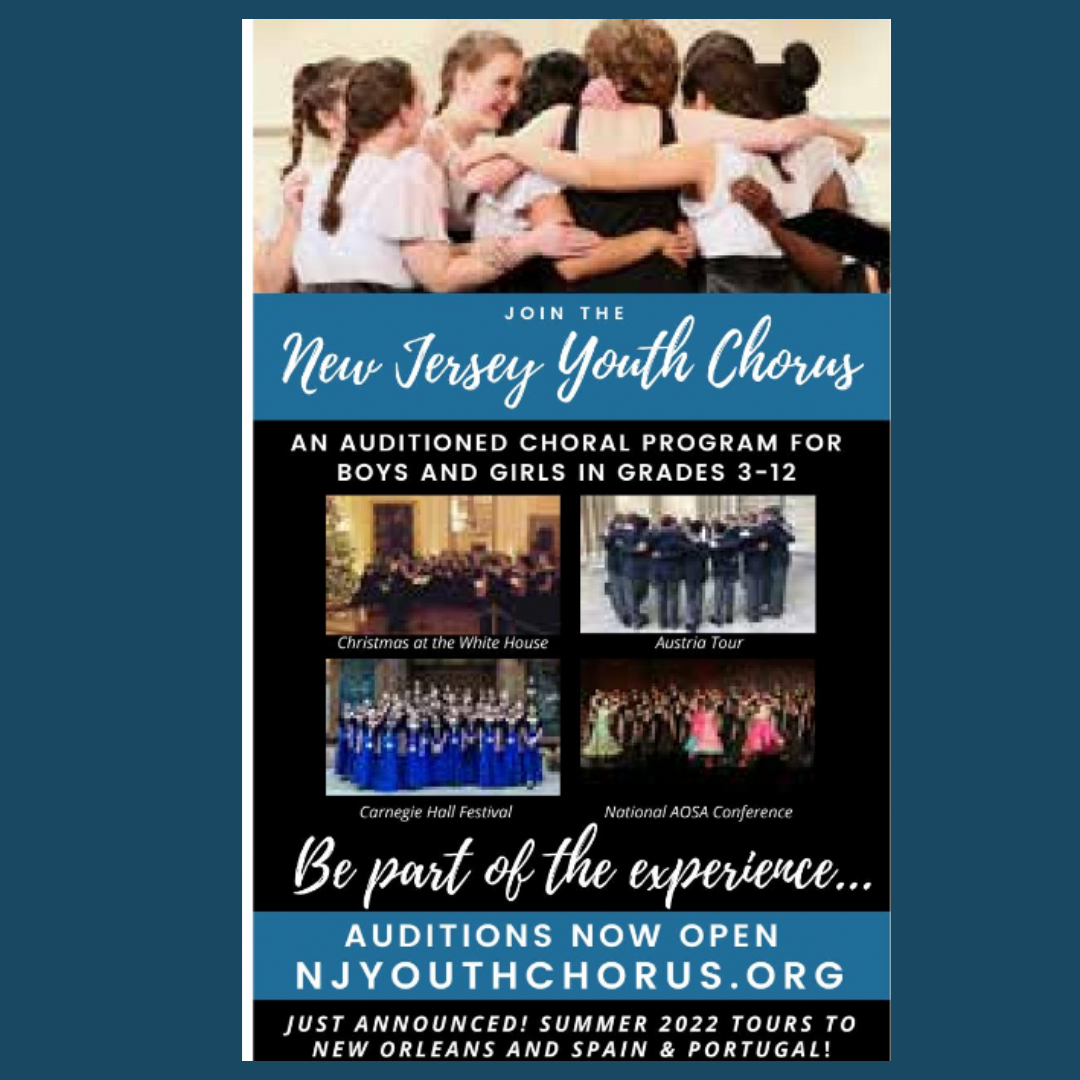 JOIN THE
New Jersey Youth Chorus
AN AUDITIONED CHORAL PROGRAM FOR
BOYS AND GIRLS IN GRADES 3-12
Christmas at the White House
Austria Tour
Carnegie Hall Festival
National AOSA Conference
Be part of the experience...
AUDITIONS NOW OPEN
NJYOUTHCHORUS.ORG
JUST ANNOUNCED! SUMMER 2022 TOURS TO
NEW ORLEANS AND SPAIN & PORTUGAL!